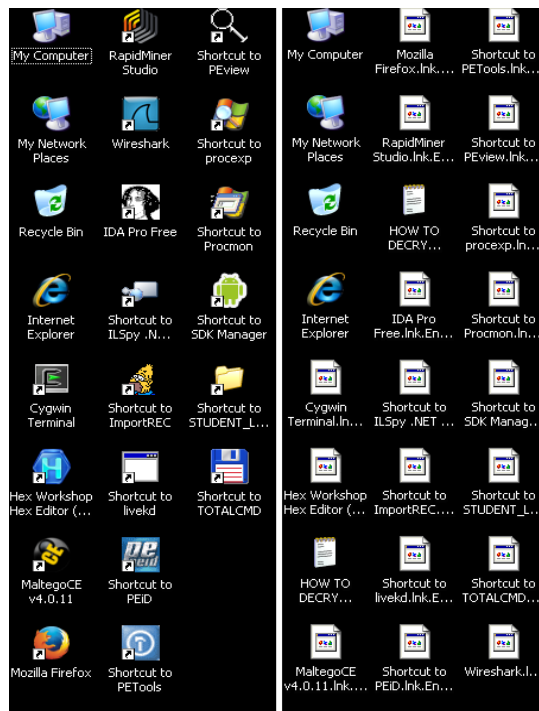 My Computer
RapidMiner
Studio
Shortcut to
PEview
My Network
Places
Wireshark
Shortcut to
procexp
Recycle Bin
IDA Pro Free
Shortcut to
Procmon
Internet
Explorer
Shortcut to
ILSpy .N...
Shortcut to
SDK Manager
Cygwin
Terminal
Shortcut to
ImportREC
Shortcut to
STUDENT_L...
Hex Workshop
Hex Editor (...
Shortcut to
livekd
Shortcut to
TOTALCMD
MaltegoCE
v4.0.11
Shortcut to
PEiD
Mozilla Firefox
Shortcut to
PETools
My Computer
Mozilla
Firefox.lnk....
Shortcut to
PETools.lnk...
My Network
Places
RapidMiner
Studio.lnk.E...
Shortcut to
PEview.lnk...
Recycle Bin
HOW TO
DECRY...
Shortcut to
procexp.ln...
Internet
Explorer
IDA Pro
Free.lnk.En...
Shortcut to
Procmon.ln...
Cygwin
Terminal.ln...
Shortcut to
ILSpy .NET ...
Shortcut to
SDK Manag...
Hex Workshop
Hex Editor (...
Shortcut to
ImportREC....
Shortcut to
STUDENT_L...
HOW TO
DECRY...
Shortcut to
livekd.lnk.E...
Shortcut to
TOTALCMD...
MaltegoCE
v4.0.11.lnk....
Shortcut to
PEiD.lnk.En...
Wireshark.l...